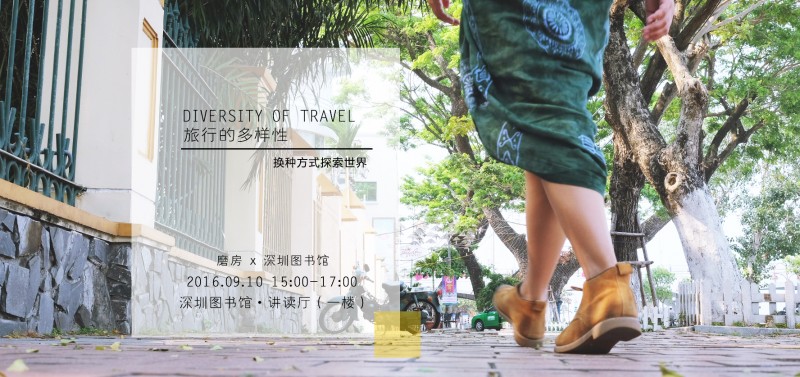 DIVERSITY OF TRAVEL
旅行的多样性
换种方式探索世界
磨房 x 深圳图书馆
2016.09.10 15:00-17:00
深圳图书馆·讲读厅(一楼)